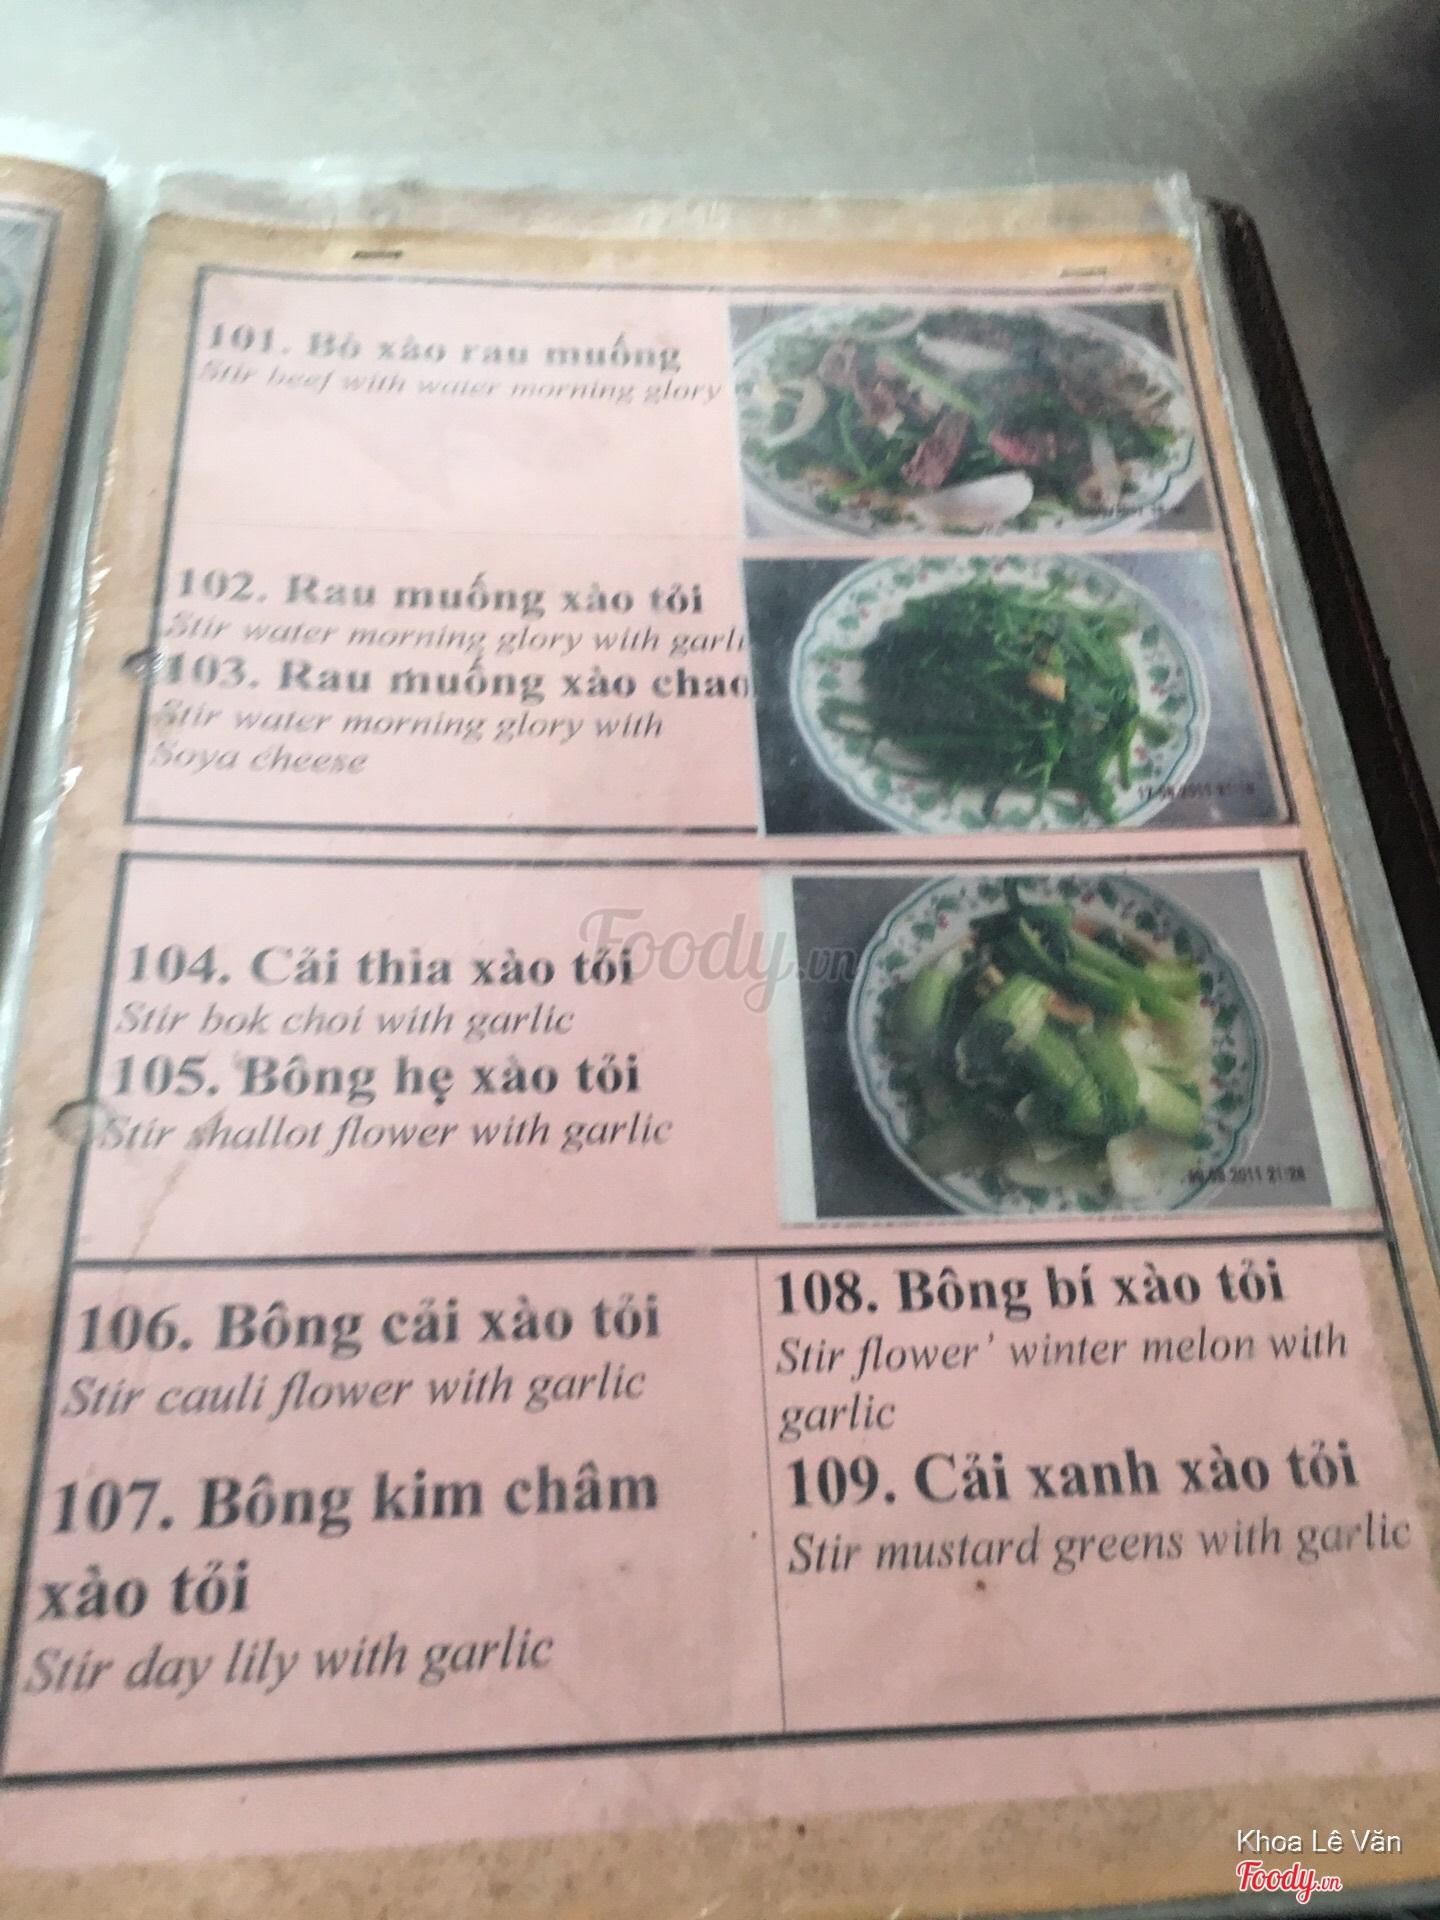 101. Bò xào rau muống
Stir beef with water morning glory
102. Rau muống xào tỏi
Stir water morning glory with garli
103. Rau muống xào chao
Stir water morning glory with
Soya cheese
104. Cải thìa xào tỏi
Stir bok choi with garlic
105. Bông hẹ xào tỏi
Stir shallot flower with garlic
106. Bông cải xào tỏi
Stir cauli flower with garlic
107. Bông kim châm
xào tỏi
Stir day lily with garlic
108. Bông bí xào tỏi
Stir flower' winter melon with
garlic
109. Cải xanh xào tỏi
Stir mustard greens with garlic
Foody.vn
Khoa Lê Văn
Foody.vn